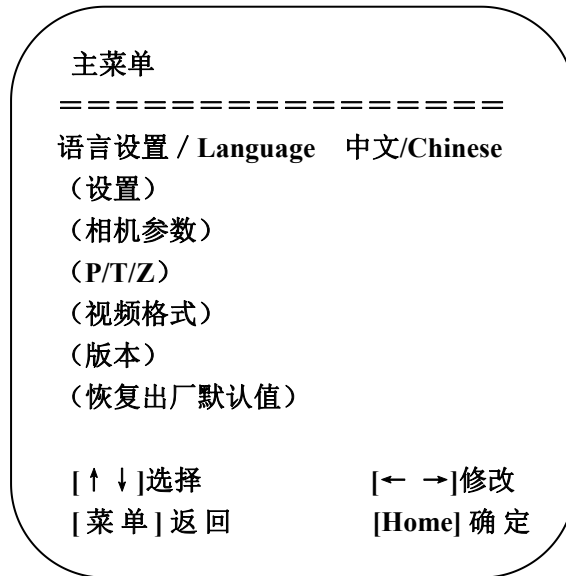 主菜单
================
语言设置 / Language 中文/Chinese
（设置）
（相机参数）
（P/T/Z）
（视频格式）
（版本）
（恢复出厂默认值）
[↑ ↓]选择 [← →]修改
[菜 单] 返 回 [Home] 确 定